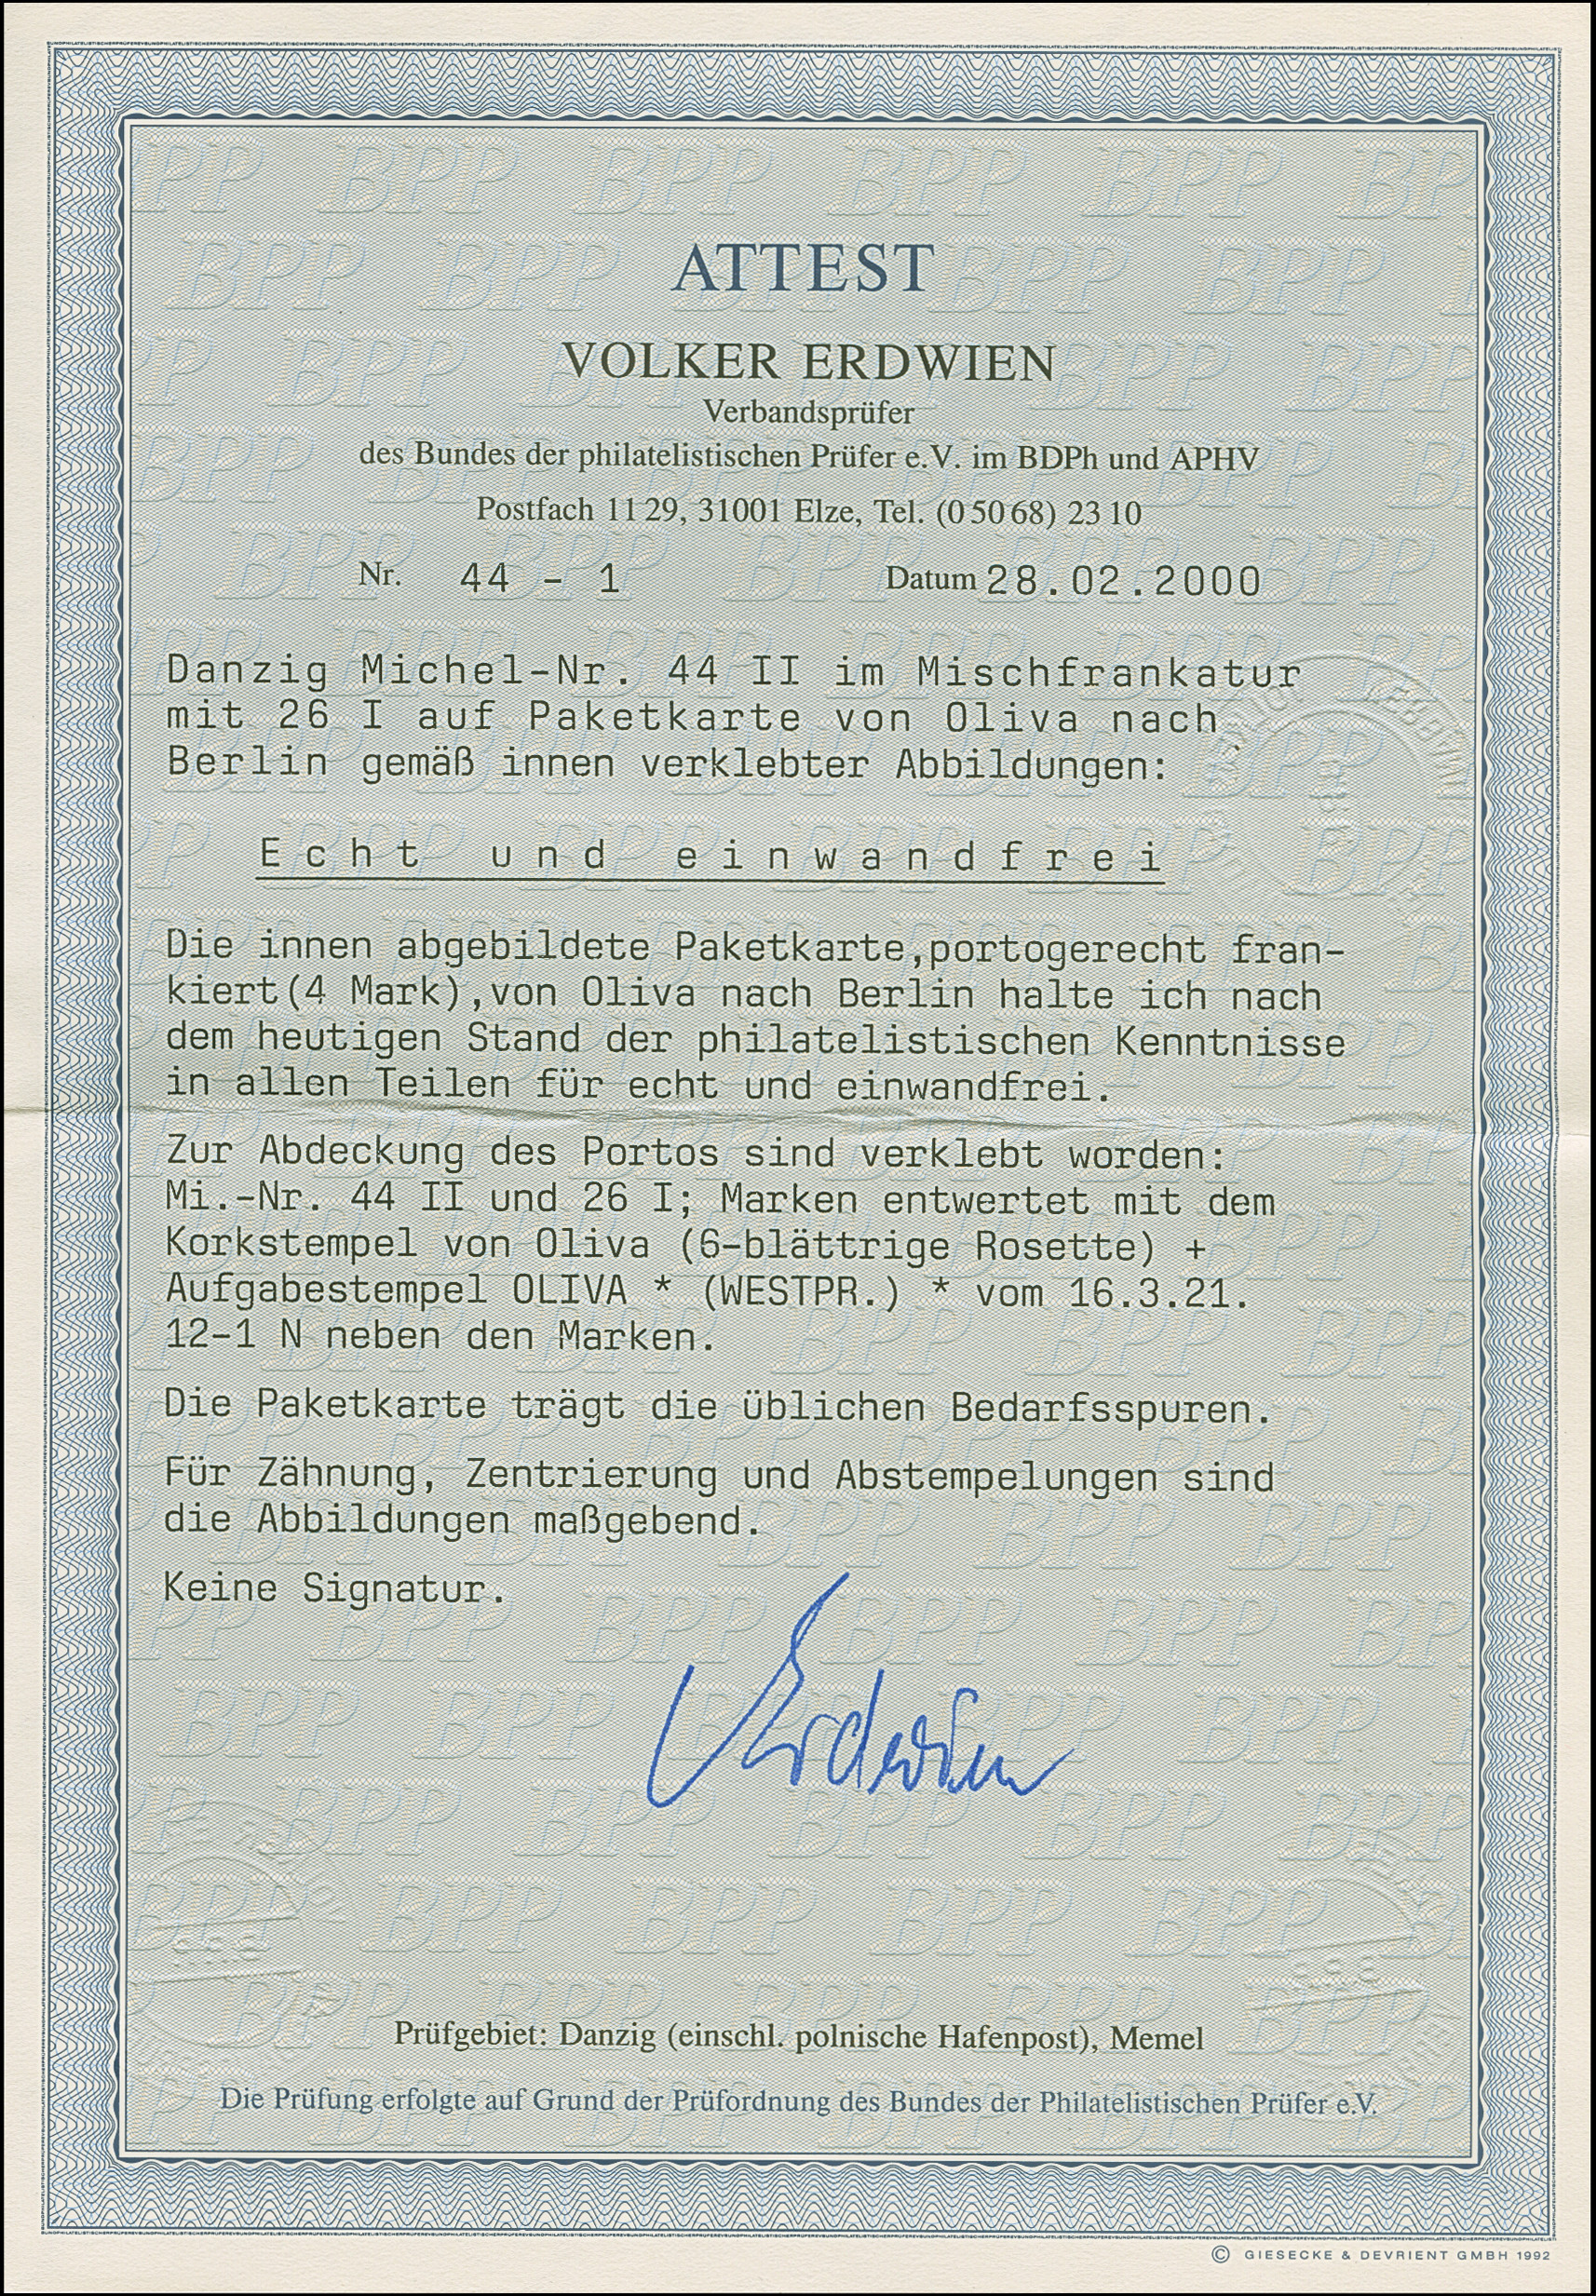 ATTEST
VOLKER ERDWIEN
Verbandsprüfer
des Bundes der philatelistischen Prüfer e.V. im BDPh und APHV
Postfach 11 29, 31001 Elze, Tel. (0 50 68) 23 10
Nr. 44 - 1 Datum 28.02.2000
Danzig Michel-Nr. 44 II im Mischfrankatur
mit 26 I auf Paketkarte von Oliva nach
Berlin gemäß innen verklebter Abbildungen:
Echt und einwandfrei
Die innen abgebildete Paketkarte,portogerecht fran-
kiert(4 Mark),von Oliva nach Berlin halte ich nach
dem heutigen Stand der philatelistischen Kenntnisse
in allen Teilen für echt und einwandfrei.
Zur Abdeckung des Portos sind verklebt worden:
Mi.-Nr. 44 II und 26 I; Marken entwertet mit dem
Korkstempel von Oliva (6-blättrige Rosette) +
Aufgabestempel OLIVA * (WESTPR.) * vom 16.3.21.
12-1 N neben den Marken.
Die Paketkarte trägt die üblichen Bedarfsspuren.
Für Zähnung, Zentrierung und Abstempelungen sind
die Abbildungen maßgebend.
Keine Signatur.
VErdwien
Prüfgebiet: Danzig (einschl. polnische Hafenpost), Memel
Die Prüfung erfolgte auf Grund der Prüfordnung des Bundes der Philatelistischen Prüfer e.V.
© GIESECKE & DEVRIENT GMBH 1992